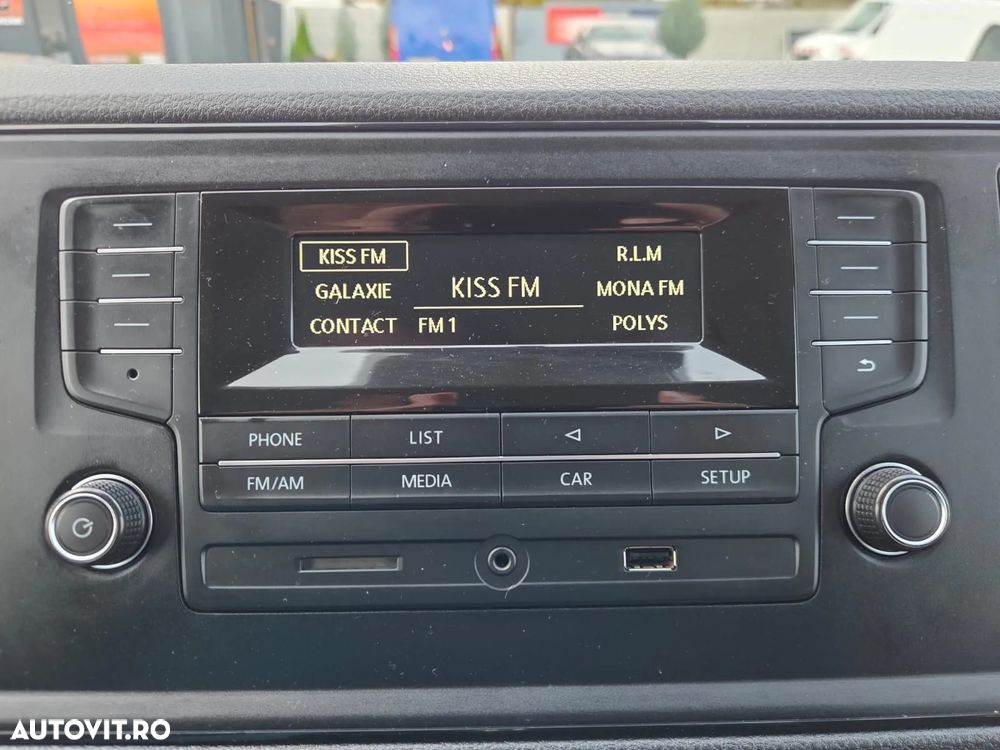 KISS FM
R.L.M
GALAXIE
KISS FM
MONA FM
CONTACT
FM 1
POLYS
PHONE
LIST
FM/AM
MEDIA
CAR
SETUP
AUTOVIT.RO